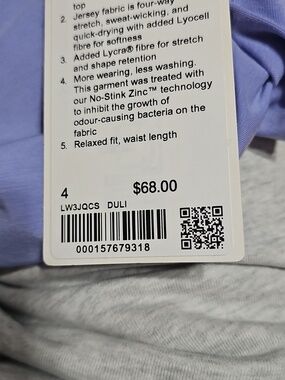 top
2. Jersey fabric is four-way
stretch, sweat-wicking, and
quick-drying with added Lyocell
fibre for softness
3. Added Lycra® fibre for stretch
and shape retention
4. More wearing, less washing.
This garment was treated with
our No-Stink Zinc™ technology
to inhibit the growth of
odour-causing bacteria on the
fabric
5. Relaxed fit, waist length
4 $68.00
LW3JQCS DULI
000157679318